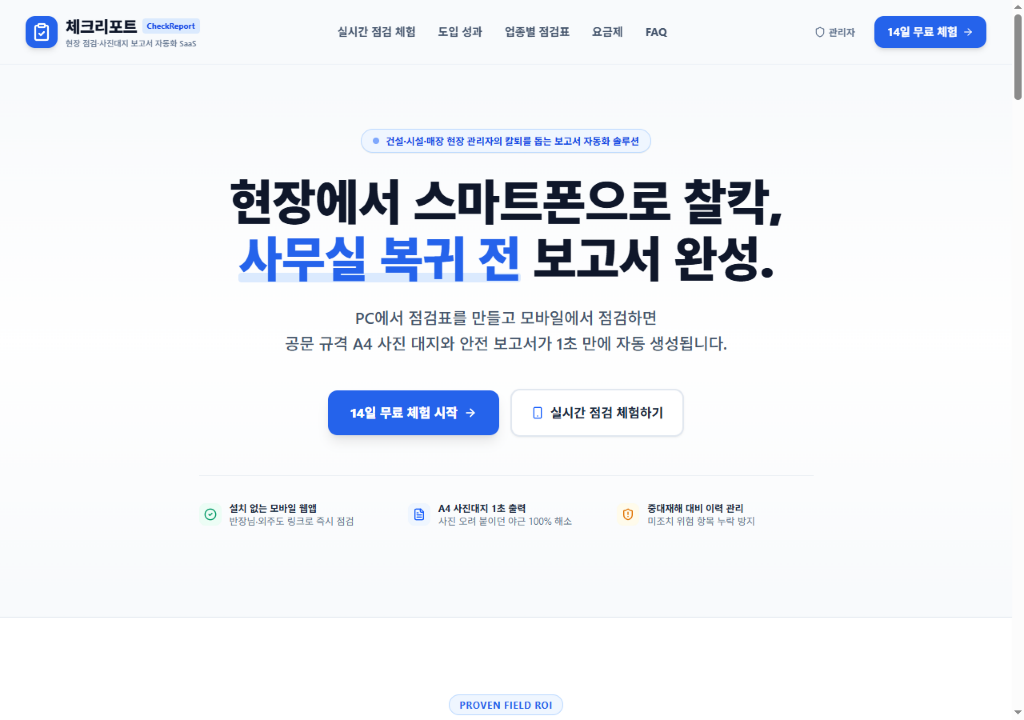 체크리포트 CheckReport
현장 점검·사진대지 보고서 자동화 SaaS
실시간 점검 체험 도입 성과 업종별 점검표 요금제 FAQ
관리자
14일 무료 체험 →
건설·시설·매장 현장 관리자의 칼퇴를 돕는 보고서 자동화 솔루션
현장에서 스마트폰으로 찰칵,
사무실 복귀 전 보고서 완성.
PC에서 점검표를 만들고 모바일에서 점검하면
공문 규격 A4 사진 대지와 안전 보고서가 1초 만에 자동 생성됩니다.
14일 무료 체험 시작 →
실시간 점검 체험하기
설치 없는 모바일 웹앱
반장님·외주도 링크로 즉시 점검
A4 사진대지 1초 출력
사진 오려 붙이던 야근 100% 해소
중대재해 대비 이력 관리
미조치 위험 항목 누락 방지
PROVEN FIELD ROI